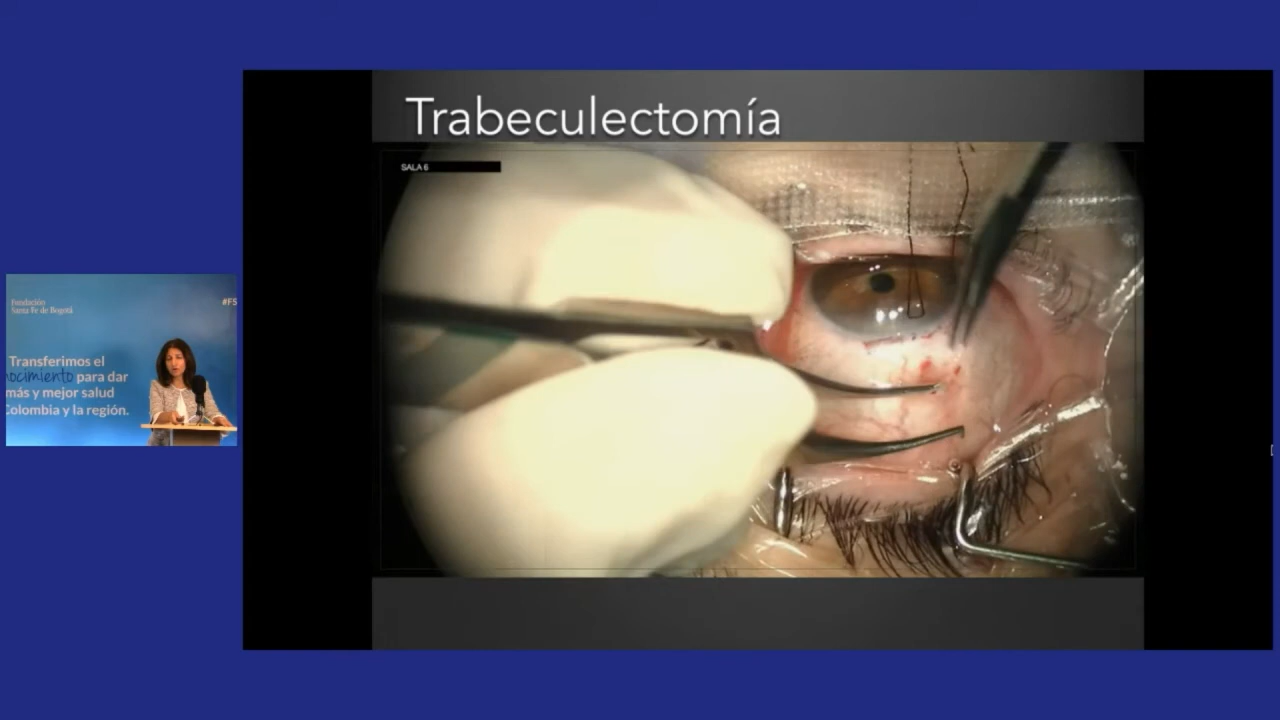 Trabeculectomía
SALA 6
Fundación
Santa Fe de Bogotá
#F5
Transferimos el
nocimiento para dar
más y mejor salud
Colombia y la región.